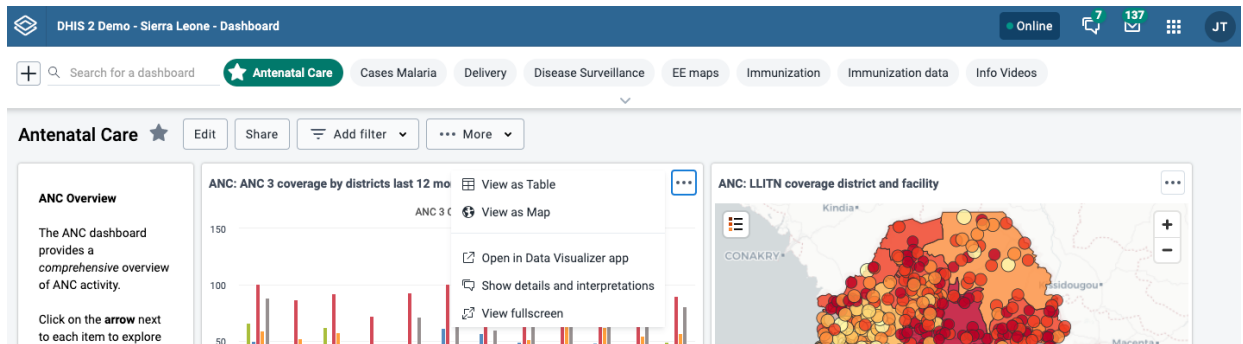 DHIS 2 Demo - Sierra Leone - Dashboard
Online
7
137
JT
Search for a dashboard
Antenatal Care
Cases Malaria
Delivery
Disease Surveillance
EE maps
Immunization
Immunization data
Info Videos
Antenatal Care
Edit
Share
Add filter
More
ANC Overview
The ANC dashboard
provides a
comprehensive overview
of ANC activity.
Click on the arrow next
to each item to explore
ANC: ANC 3 coverage by districts last 12 mo
ANC 3
150
100
50
View as Table
View as Map
Open in Data Visualizer app
Show details and interpretations
View fullscreen
ANC: LLITN coverage district and facility
Kindia
CONAKRY
ssidougou
Macenta
+
−